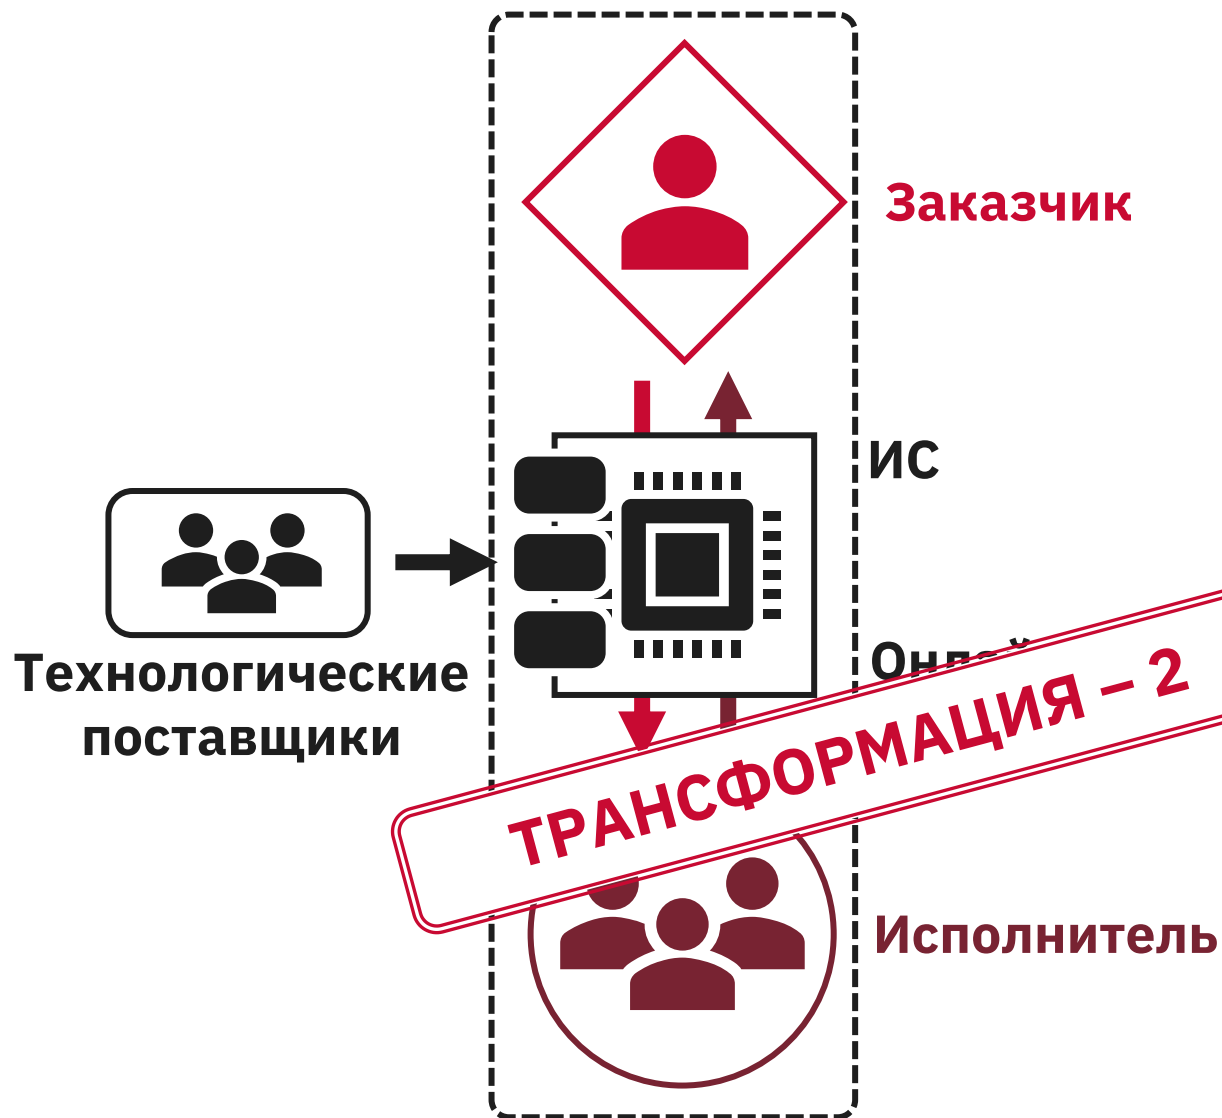 Заказчик
ИС
Технологические
поставщики
ТРАНСФОРМАЦИЯ – 2
Исполнитель